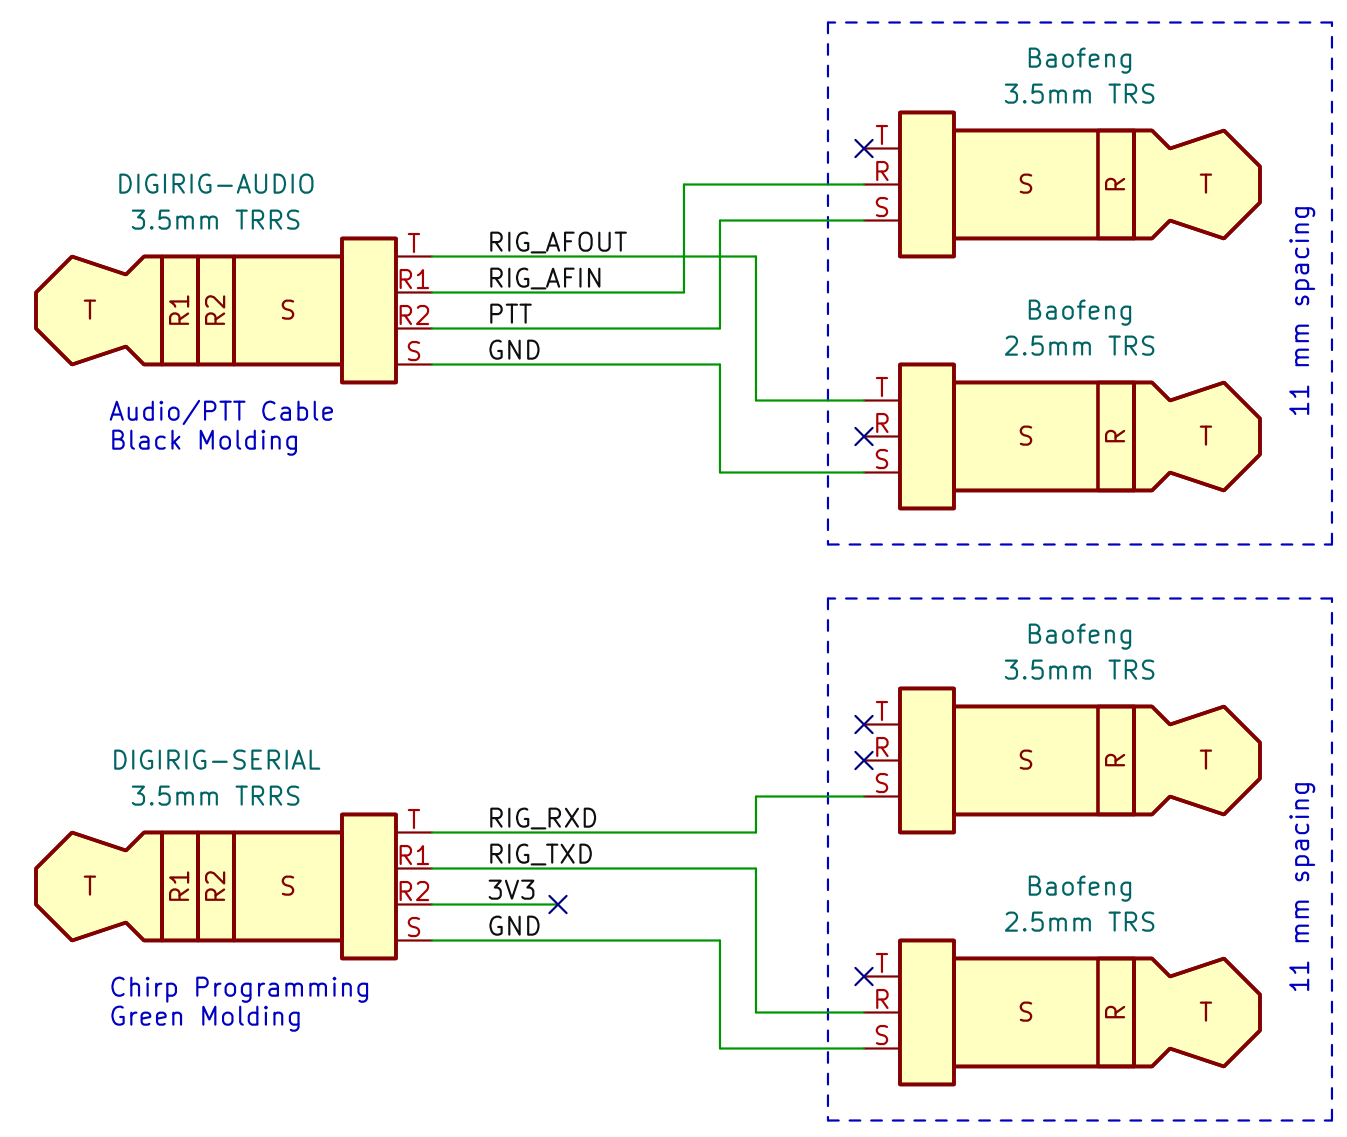 DIGIRIG-AUDIO
3.5mm TRRS
T
R1
R2
S
T
R1
R2
S
RIG_AFOUT
RIG_AFIN
PTT
GND
Audio/PTT Cable
Black Molding
Baofeng
3.5mm TRS
T
R
S
S
R
T
Baofeng
2.5mm TRS
T
R
S
S
R
T
11 mm spacing
DIGIRIG-SERIAL
3.5mm TRRS
T
R1
R2
S
T
R1
R2
S
RIG_RXD
RIG_TXD
3V3
GND
Chirp Programming
Green Molding
Baofeng
3.5mm TRS
T
R
S
S
R
T
Baofeng
2.5mm TRS
T
R
S
S
R
T
11 mm spacing